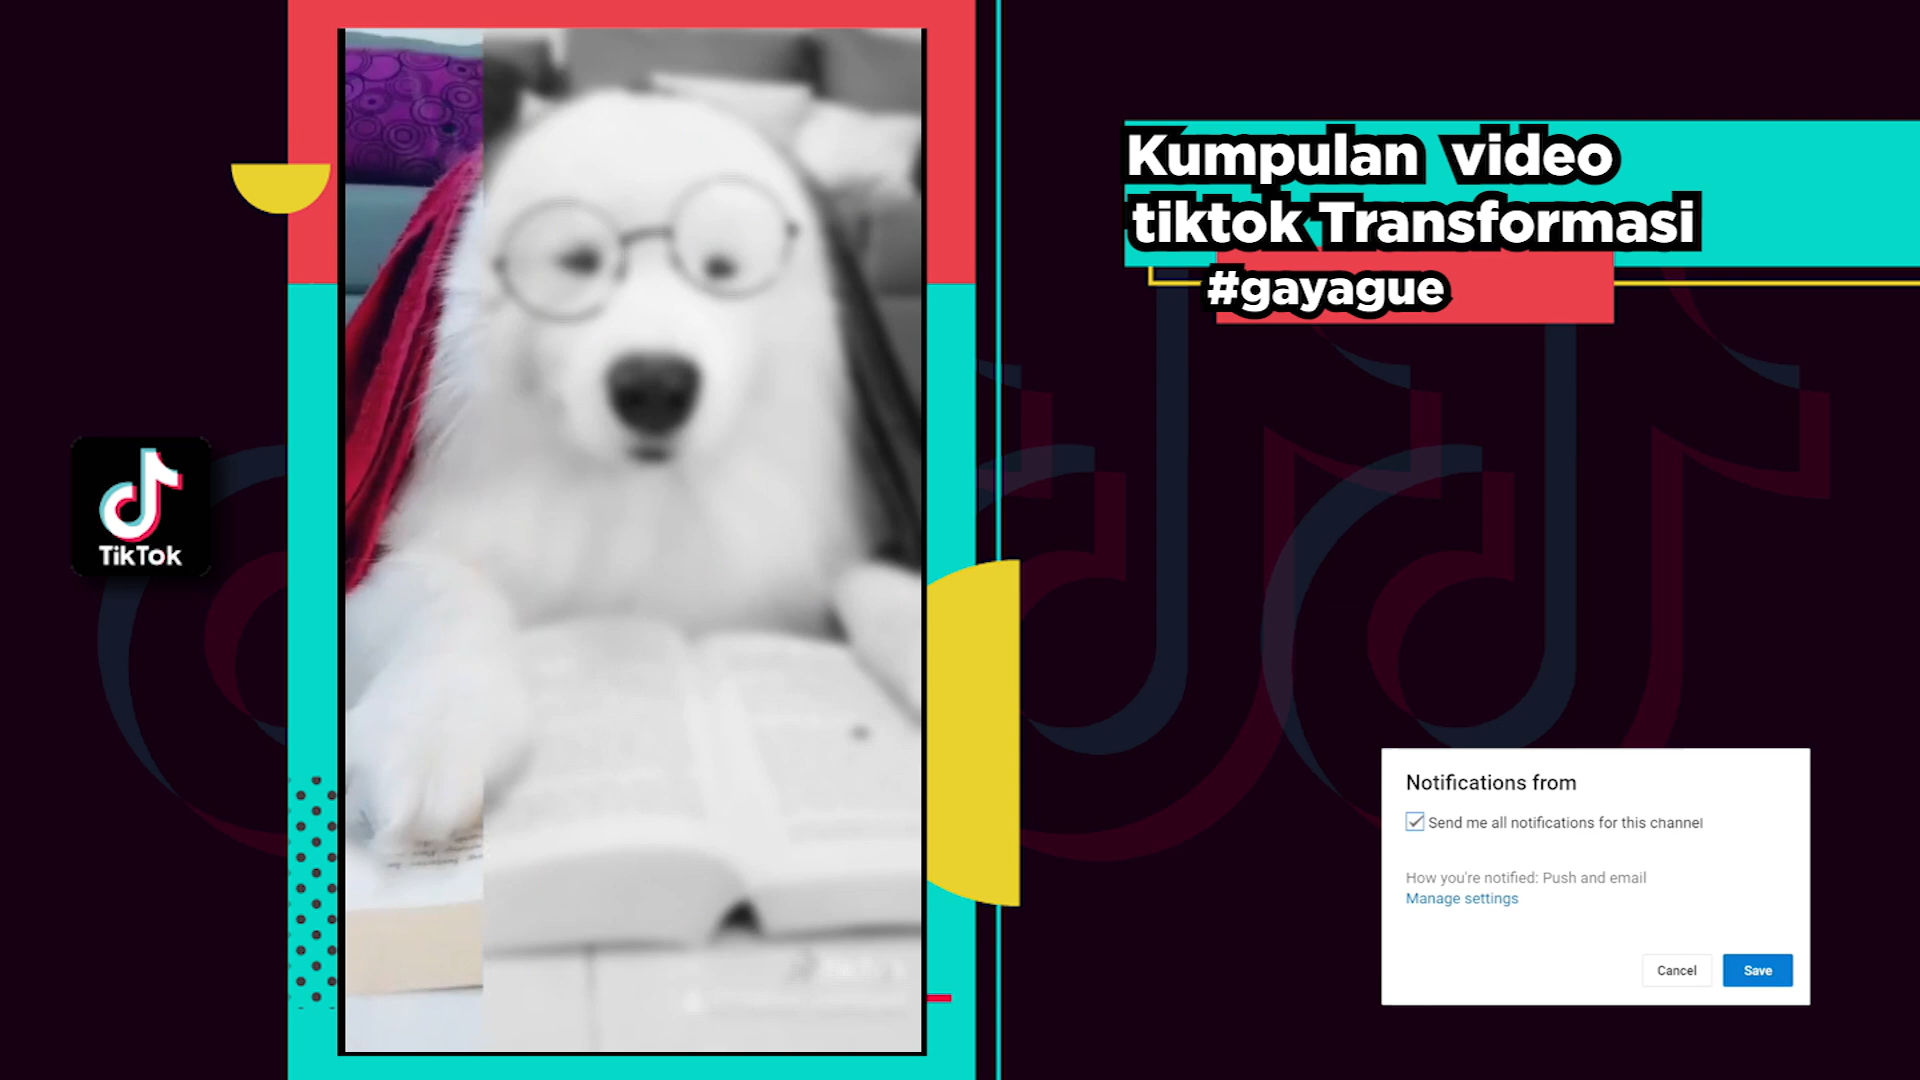 Kumpulan video
tiktok Transformasi
#gayague
TikTok
Notifications from
Send me all notifications for this channel
How you're notified: Push and email
Manage settings
Cancel
Save